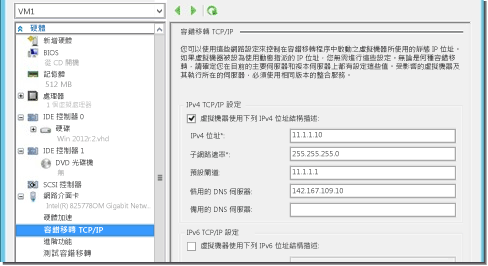 VM1
硬體
新增硬體
BIOS
從 CD 開機
記憶體
512 MB
處理器
1 個虛擬處理器
IDE 控制器 0
硬碟
Win 2012r2.vhd
IDE 控制器 1
DVD 光碟機
無
SCSI 控制器
網路介面卡
Intel(R) 82577BDM Gigabit Netw...
硬體加速
容錯移轉 TCP/IP
進階功能
測試容錯移轉
容錯移轉 TCP/IP
您可以使用這些網路設定來控制在容錯移轉程序中啟動之虛擬機器所使用的靜態 IP 位址。
如果虛擬機器被設為使用動態指派的 IP 位址，您無須進行這些設定。無論是何種容錯移
轉，請確定您在目前的主要伺服器和複本伺服器上都有設定這些值。受影響的虛擬機器及
其執行所在的伺服器，必須使用相同版本的整合服務。
IPv4 TCP/IP 設定
虛擬機器使用下列 IPv4 位址結構描述:
IPv4 位址*:
11.1.1.10
子網路遮罩*:
255.255.255.0
預設閘道:
11.1.1.1
慣用的 DNS 伺服器:
142.167.109.10
備用的 DNS 伺服器:
IPv6 TCP/IP 設定
虛擬機器使用下列 IPv6 位址結構描述: